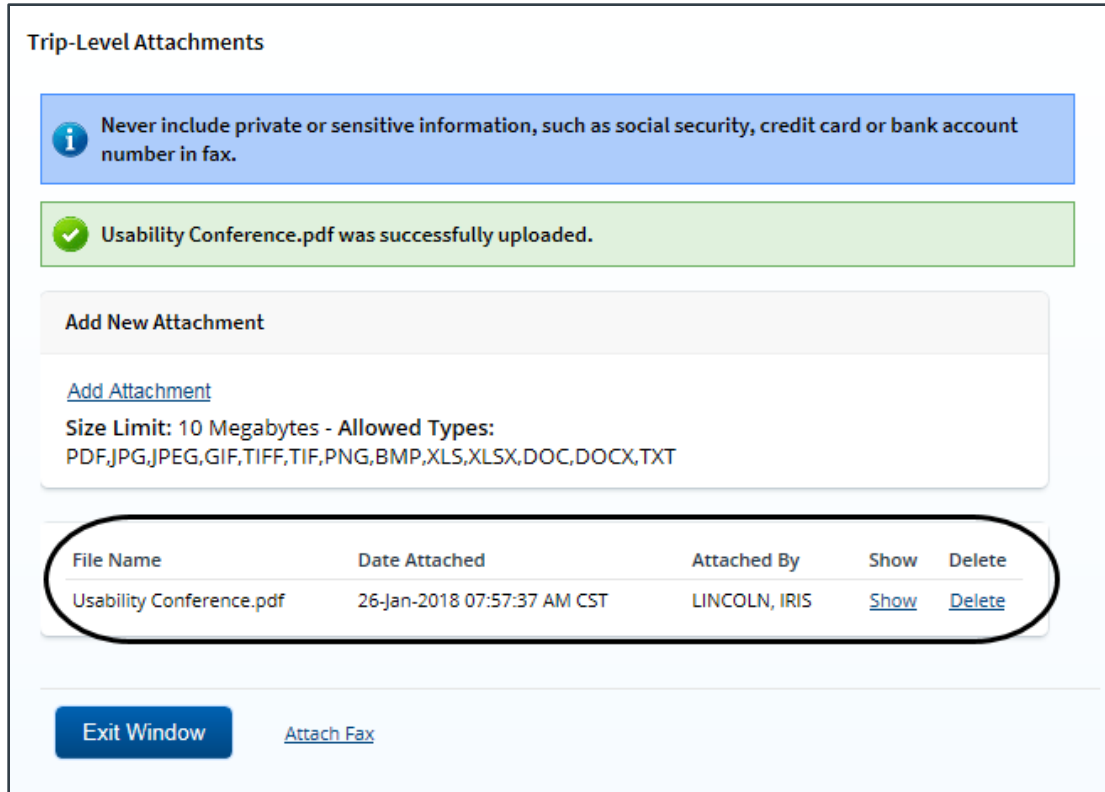 Trip-Level Attachments
Never include private or sensitive information, such as social security, credit card or bank account
number in fax.
Usability Conference.pdf was successfully uploaded.
Add New Attachment
Add Attachment
Size Limit: 10 Megabytes - Allowed Types:
PDF,JPG,JPEG,GIF,TIFF,TIF,PNG,BMP,XLS,XLSX,DOC,DOCX,TXT
File Name Date Attached Attached By Show Delete
Usability Conference.pdf 26-Jan-2018 07:57:37 AM CST LINCOLN, IRIS Show Delete
Exit Window Attach Fax